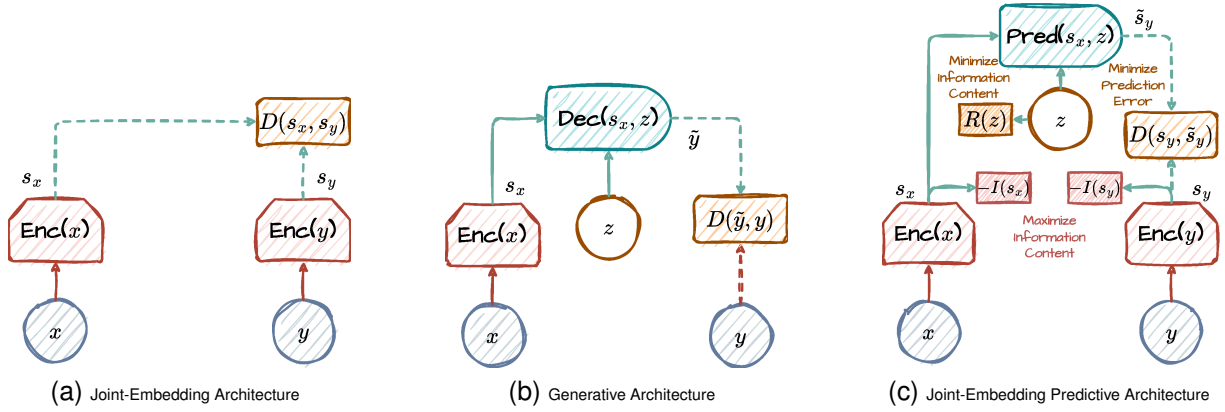 D(s_x, s_y)
s_x
s_y
Enc(x)
Enc(y)
x
y
(a) Joint-Embedding Architecture
Dec(s_x, z)
ỹ
s_x
Enc(x)
z
D(ỹ, y)
x
y
(b) Generative Architecture
Pred(s_x, z)
s̃_y
Minimize
Information
Content
Minimize
Prediction
Error
R(z)
z
D(s_y, s̃_y)
s_x
−I(s_x)
−I(s_y)
s_y
Enc(x)
Maximize
Information
Content
Enc(y)
x
y
(c) Joint-Embedding Predictive Architecture